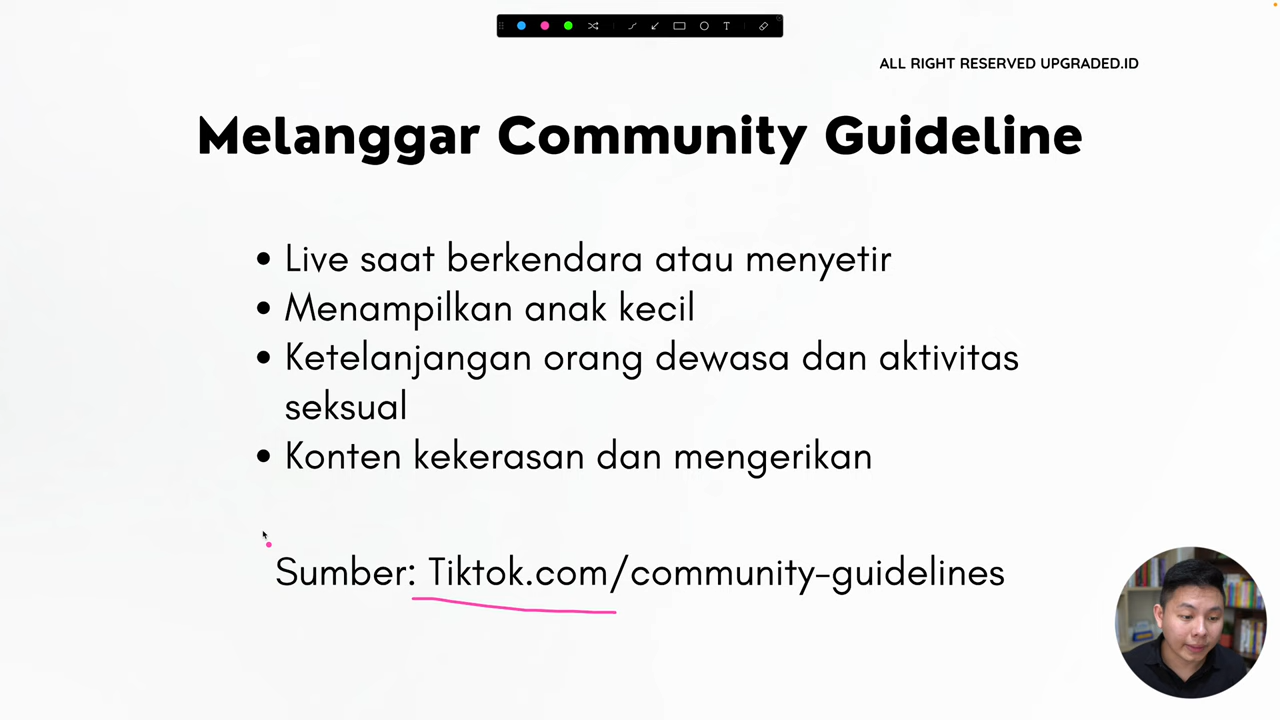 ALL RIGHT RESERVED UPGRADED.ID
Melanggar Community Guideline
• Live saat berkendara atau menyetir
• Menampilkan anak kecil
• Ketelanjangan orang dewasa dan aktivitas
seksual
• Konten kekerasan dan mengerikan
Sumber: Tiktok.com/community-guidelines